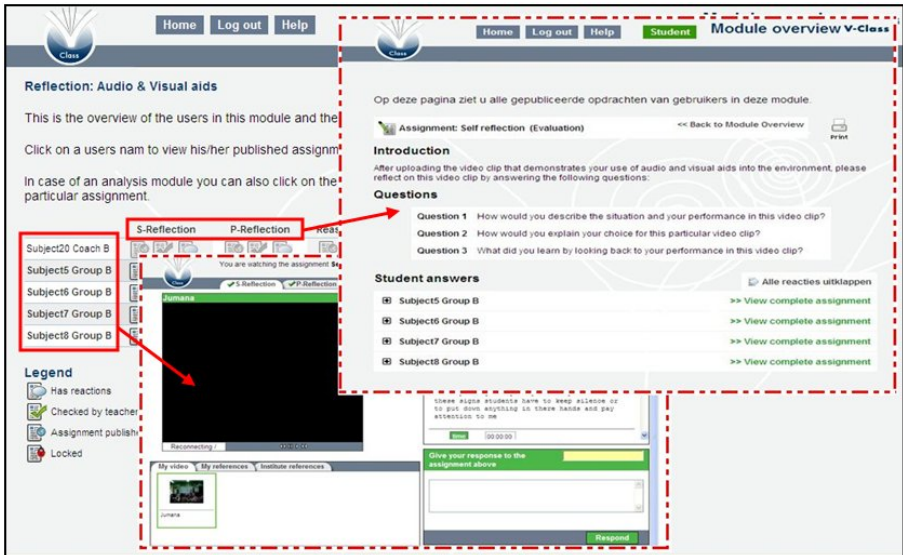 Home Log out Help
Class
Reflection: Audio & Visual aids
This is the overview of the users in this module and the
Click on a users nam to view his/her published assignm
In case of an analysis module you can also click on the
particular assignment.
S-Reflection P-Reflection Reas
Subject20 Coach B
Subject5 Group B
Subject6 Group B
Subject7 Group B
Subject8 Group B
Legend
Has reactions
Checked by teacher
Assignment publish
Locked
Class
Home Log out Help Student Module overview V-Class
Op deze pagina ziet u alle gepubliceerde opdrachten van gebruikers in deze module.
Assignment: Self reflection (Evaluation) << Back to Module Overview
Print
Introduction
After uploading the video clip that demonstrates your use of audio and visual aids into the environment, please
reflect on this video clip by answering the following questions:
Questions
Question 1 How would you describe the situation and your performance in this video clip?
Question 2 How would you explain your choice for this particular video clip?
Question 3 What did you learn by looking back to your performance in this video clip?
Student answers Alle reacties uitklappen
Subject5 Group B >> View complete assignment
Subject6 Group B >> View complete assignment
Subject7 Group B >> View complete assignment
Subject8 Group B >> View complete assignment
Class
You are watching the assignment Se
S-Reflection P-Reflection
Jumana
Reconnecting /
these signs students have to keep silence or
to put down anything in there hands and pay
attention to me
time 00:00:00
My video My references Institute references
Jumana
Give your response to the
assignment above
Respond